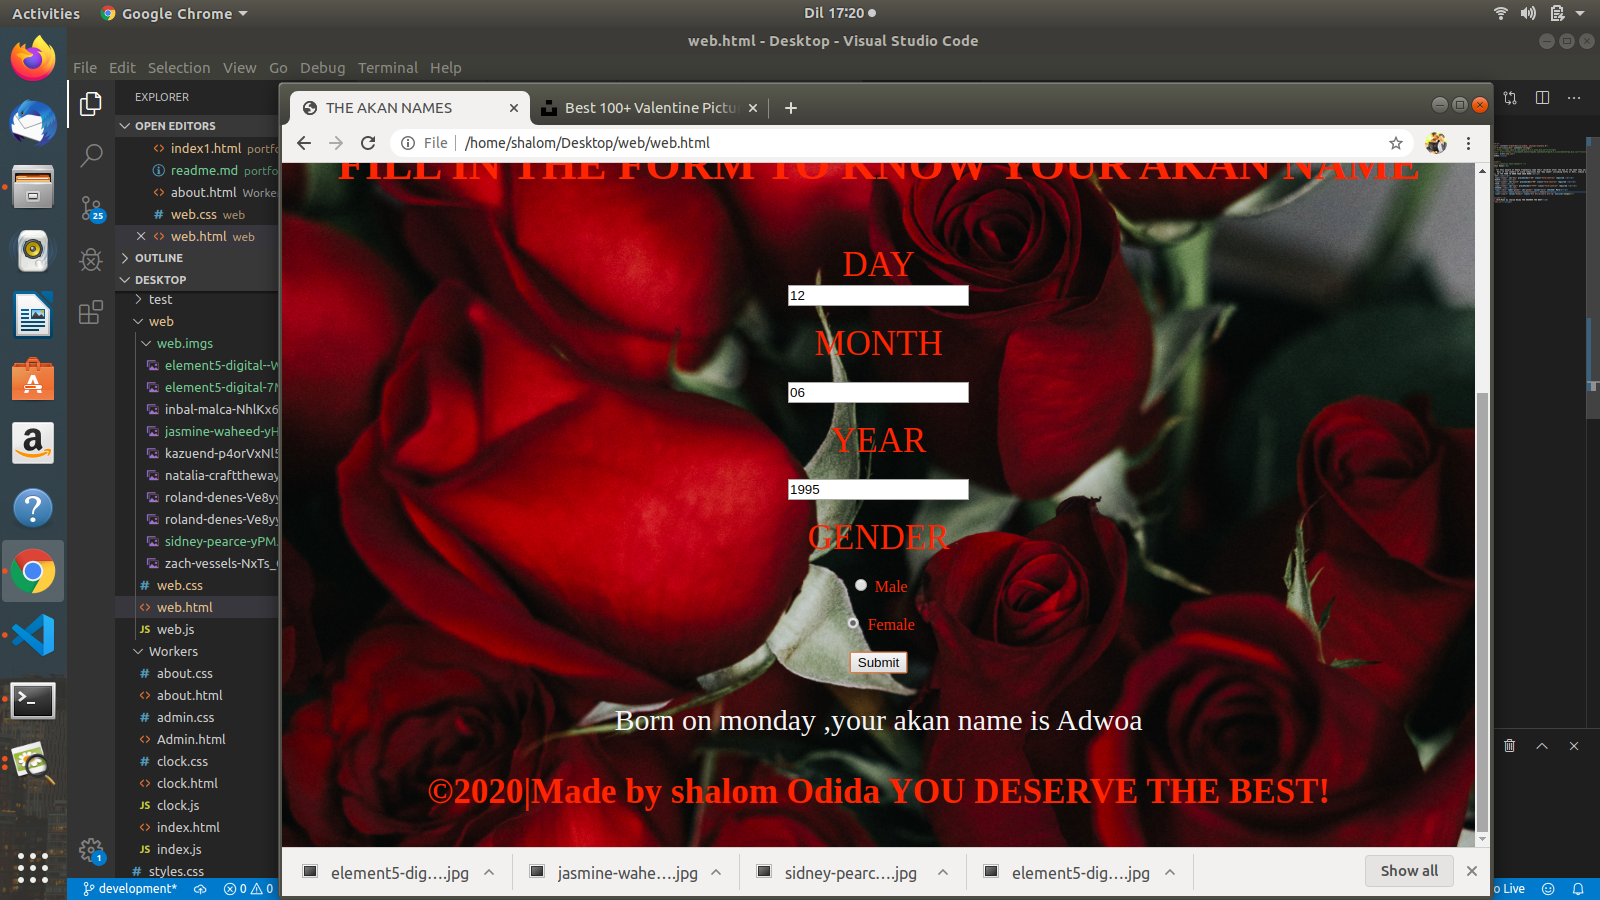 Activities
Google Chrome
Dil 17:20
web.html - Desktop - Visual Studio Code
File Edit Selection View Go Debug Terminal Help
EXPLORER
OPEN EDITORS
index1.html portfo
readme.md portfo
about.html Worke
web.css web
web.html web
OUTLINE
DESKTOP
test
web
web.imgs
element5-digital--W
element5-digital-7M
inbal-malca-NhlKx6
jasmine-waheed-yH
kazuend-p4orVxNl5
natalia-crafttheway
roland-denes-Ve8yy
roland-denes-Ve8yy
sidney-pearce-yPM.
zach-vessels-NxTs_
web.css
web.html
web.js
Workers
about.css
about.html
admin.css
Admin.html
clock.css
clock.html
clock.js
index.html
index.js
styles.css
25
1
development*
0 0
THE AKAN NAMES
Best 100+ Valentine Pictu
File /home/shalom/Desktop/web/web.html
FILL IN THE FORM TO KNOW YOUR AKAN NAME
DAY
12
MONTH
06
YEAR
1995
GENDER
Male
Female
Submit
Born on monday ,your akan name is Adwoa
©2020|Made by shalom Odida YOU DESERVE THE BEST!
element5-dig....jpg
jasmine-wahe....jpg
sidney-pearc....jpg
element5-dig....jpg
Show all
o Live